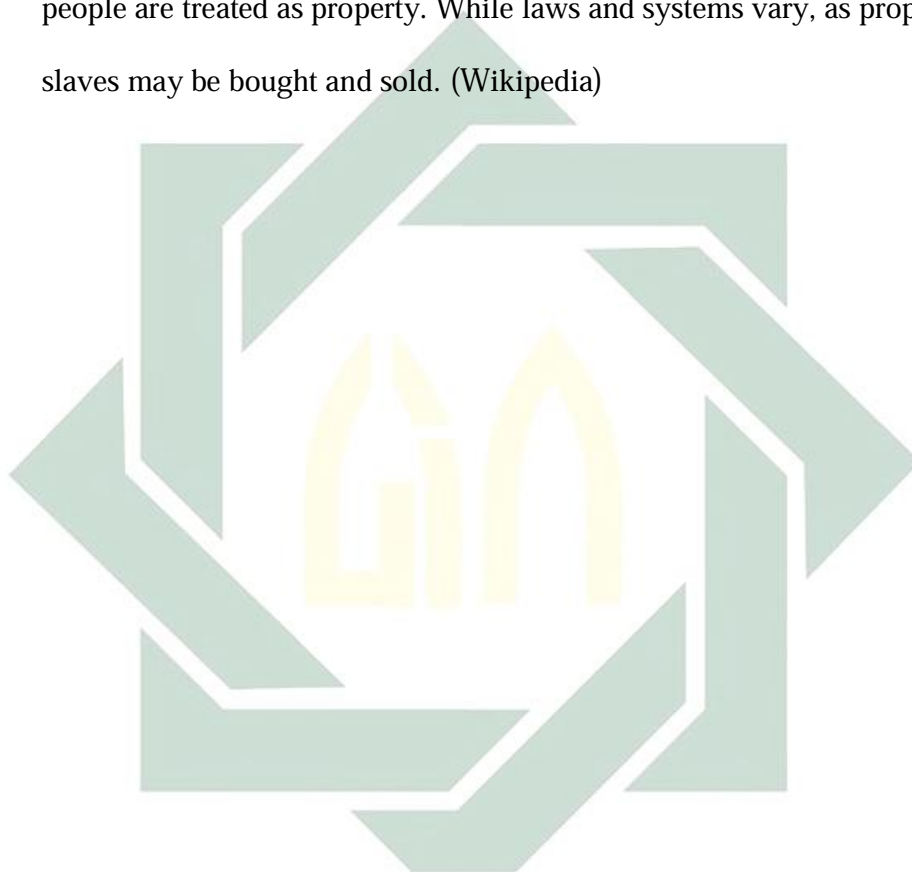 people are treated as property. While laws and systems vary, as prop
slaves may be bought and sold. (Wikipedia)